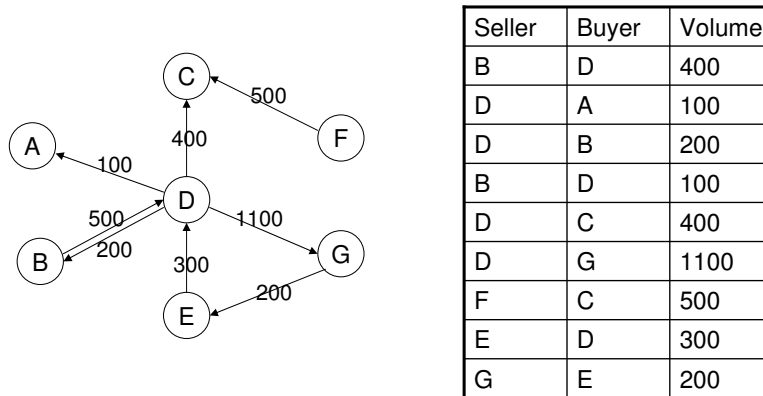 C
500
F
A
400
100
D
500
1100
200
B
300
G
200
E
Seller Buyer Volume
B D 400
D A 100
D B 200
B D 100
D C 400
D G 1100
F C 500
E D 300
G E 200